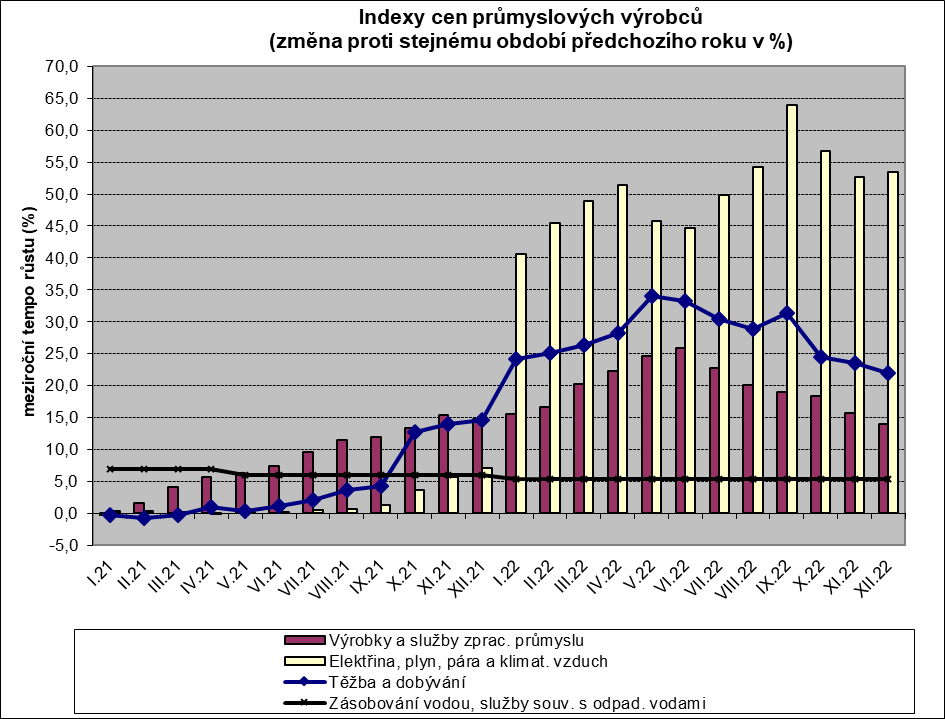 Indexy cen průmyslových výrobců
(změna proti stejnému období předchozího roku v %)
meziroční tempo růstu (%)
70,0
65,0
60,0
55,0
50,0
45,0
40,0
35,0
30,0
25,0
20,0
15,0
10,0
5,0
0,0
-5,0
I.21
II.21
III.21
IV.21
V.21
VI.21
VII.21
VIII.21
IX.21
X.21
XI.21
XII.21
I.22
II.22
III.22
IV.22
V.22
VI.22
VII.22
VIII.22
IX.22
X.22
XI.22
XII.22
Výrobky a služby zprac. průmyslu
Elektřina, plyn, pára a klimat. vzduch
Těžba a dobývání
Zásobování vodou, služby souv. s odpad. vodami